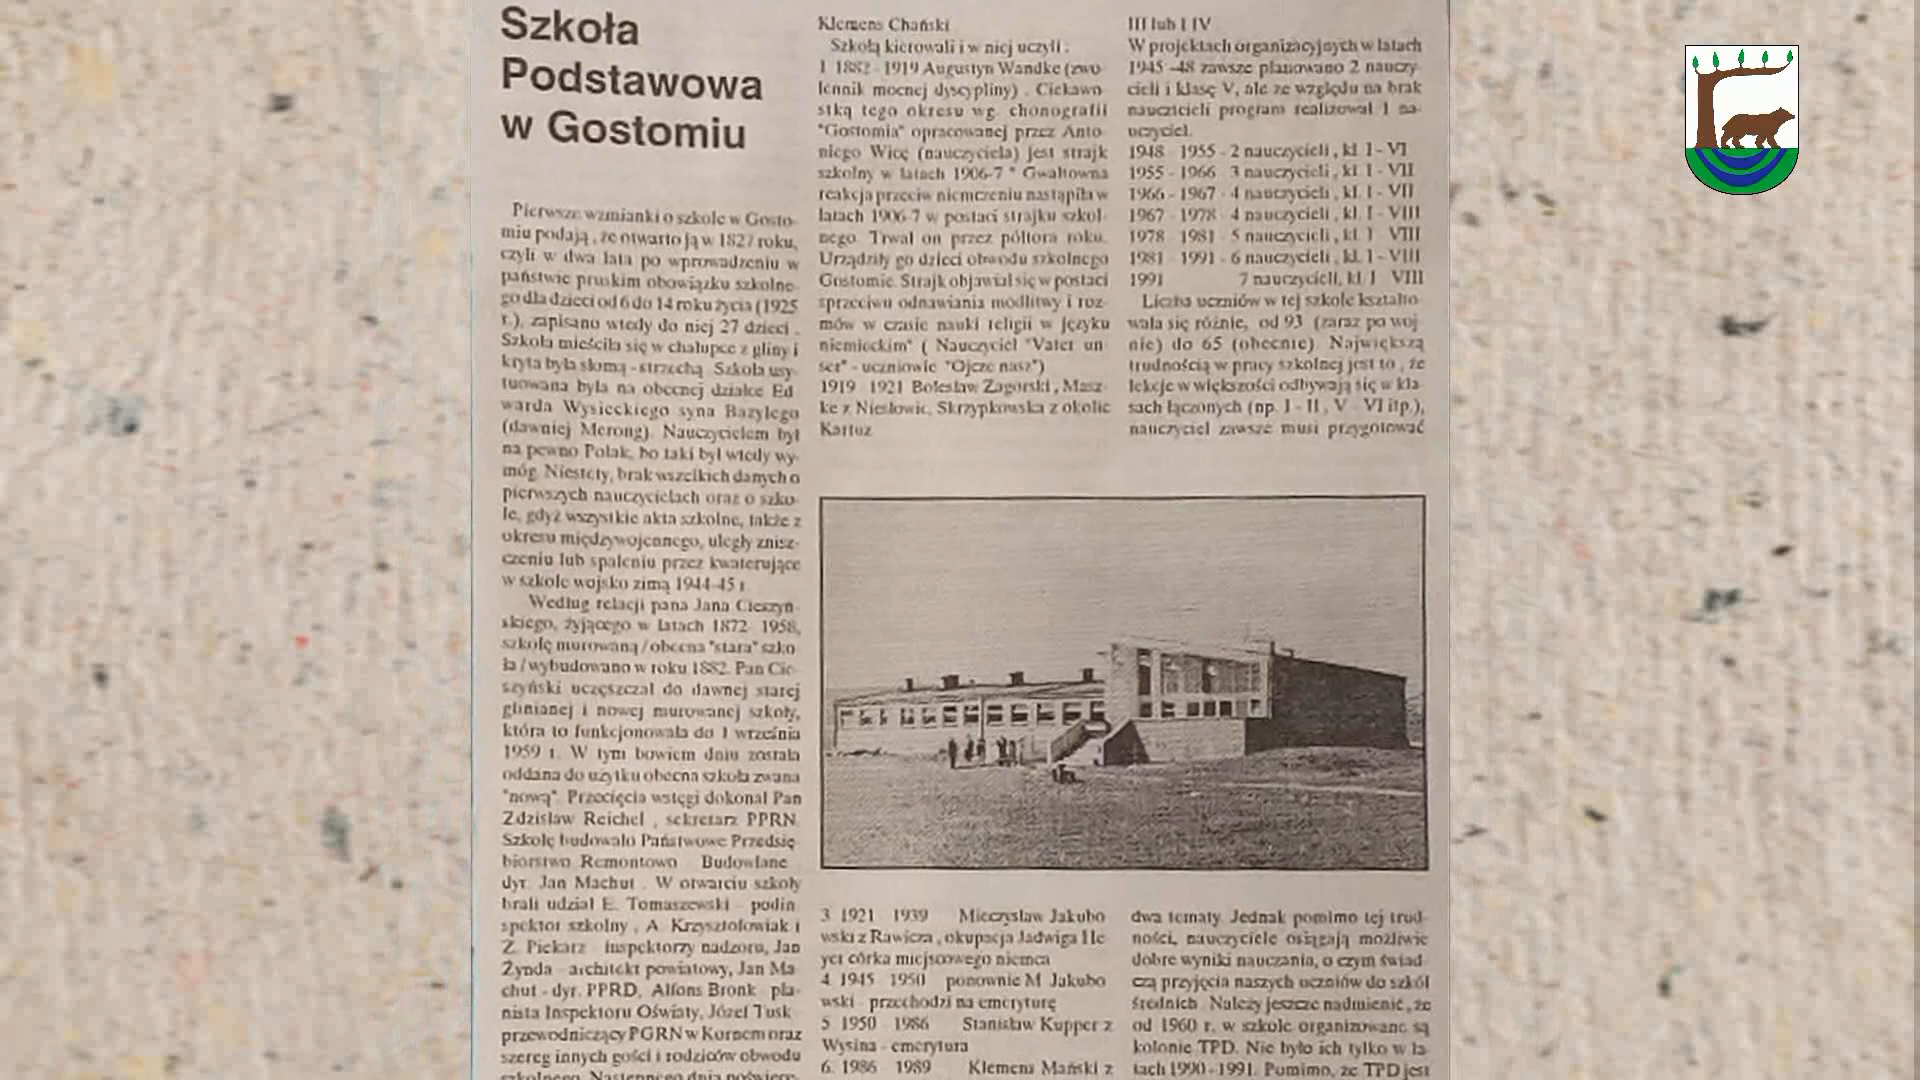 Szkoła
Podstawowa
w Gostomiu
Pierwsze wzmianki o szkole w Gosto-
miu podają, że otwarto ją w 1827 roku,
czyli w dwa lata po wprowadzeniu w
państwie pruskim obowiązku szkolne-
go dla dzieci od 6 do 14 roku życia (1925
r.), zapisano wtedy do niej 27 dzieci .
Szkoła mieściła się w chałupce z gliny i
kryta była słomą - strzechą. Szkoła usy-
tuowana była na obecnej działce Ed
warda Wysieckiego syna Bazylego
(dawniej Merong). Nauczycielem był
na pewno Polak, bo taki był wtedy wy-
móg. Niestety, brak wszelkich danych o
pierwszych nauczycielach oraz o szko-
le, gdyż wszystkie akta szkolne, także z
okresu międzywojennego, uległy znisz-
czeniu lub spaleniu przez kwaterujące
w szkole wojsko zimą 1944-45 r.
Według relacji pana Jana Cieszyń-
skiego, żyjącego w latach 1872 1958,
szkołę murowaną / obecna "stara" szko
ła / wybudowano w roku 1882. Pan Cie-
szyński uczęszczał do dawnej starej
glinianej i nowej murowanej szkoły,
która to funkcjonowała do 1 września
1959 r. W tym bowiem dniu została
oddana do użytku obecna szkoła zwana
"nową". Przecięcia wstęgi dokonał Pan
Zdzisław Reichel , sekretarz PPRN.
Szkołę budowało Państwowe Przedsię
biorstwo Remontowo Budowlane
dyr. Jan Machut . W otwarciu szkoły
brali udział E. Tomaszewski podin
spektor szkolny , A. Krzysztofowiak i
Z. Piekarz inspektorzy nadzoru, Jan
Żynda architekt powiatowy, Jan Ma
chut - dyr. PPRD, Alfons Bronk pla-
nista Inspektoru Oświaty, Józef Tusk
przewodniczący PGRN w Kornem oraz
szereg innych gości i rodziców obwodu
szkolnego. Następnego dnia
Klemens Chański
Szkołą kierowali i w niej uczyli :
1 1882 - 1919 Augustyn Wandke (zwo-
lennik mocnej dyscypliny) . Ciekawo
stką tego okresu wg. chonografii
"Gostomia" opracowanej przez Anto
niego Wicę (nauczyciela) jest strajk
szkolny w latach 1906-7 " Gwałtowna
reakcja przeciw niemczeniu nastąpiła w
latach 1906-7 w postaci strajku szkol-
nego. Trwał on przez półtora roku.
Urządziły go dzieci obwodu szkolnego
Gostomie. Strajk objawiał się w postaci
sprzeciwu odnawiania modlitwy i roz-
mów w czasie nauki religii w języku
niemieckim" ( Nauczyciel "Vater un-
ser" - uczniowie "Ojcze nasz")
1919 1921 Bolesław Zagorski , Masz-
ke z Niesłowic, Skrzypkowska z okolic
Kartuz
3 1921 1939 Mieczysław Jakubo
wski z Rawicza , okupacja Jadwiga
córka miejscowego niemca
4 1945 1950 ponownie M Jakubo
wski przechodzi na emeryturę
5 1950 1986 Stanisław Kupper z
Wysina - emerytura
6. 1986 1989 Klemens Mański z
III lub I IV
W projektach organizacyjnych w latach
1945 -48 zawsze planowano 2 nauczy-
cieli i klasę V, ale ze względu na brak
nauczicieli program realizował 1 na-
uczyciel.
1948 1955 - 2 nauczycieli , kl. I - VI
1955 - 1966 3 nauczycieli , kl. I - VII
1966 - 1967 - 4 nauczycieli , kl. I - VII
1967 - 1978 - 4 nauczycieli , kl. I - VIII
1978 1981 - 5 nauczycieli , kl. I VIII
1981 1991 - 6 nauczycieli , kl. I - VIII
1991 7 nauczycieli, kl. I VIII
Liczba uczniów w tej szkole kształto-
wała się różnie, od 93 (zaraz po woj
nie) do 65 (obecnie). Największą
trudnością w pracy szkolnej jest to , że
lekcje w większości odbywają się w kla-
sach łączonych (np. I - II , V - VI itp.),
nauczyciel zawsze musi przygotować
dwa tematy. Jednak pomimo tej trud-
ności, nauczyciele osiągają możliwie
dobre wyniki nauczania, o czym świad-
czą przyjęcia naszych uczniów do szkół
średnich. Należy jeszcze nadmienić , że
od 1960 r. w szkole organizowane są
kolonie TPD. Nie było ich tylko w la-
tach 1990 - 1991. Pomimo, że TPD jest